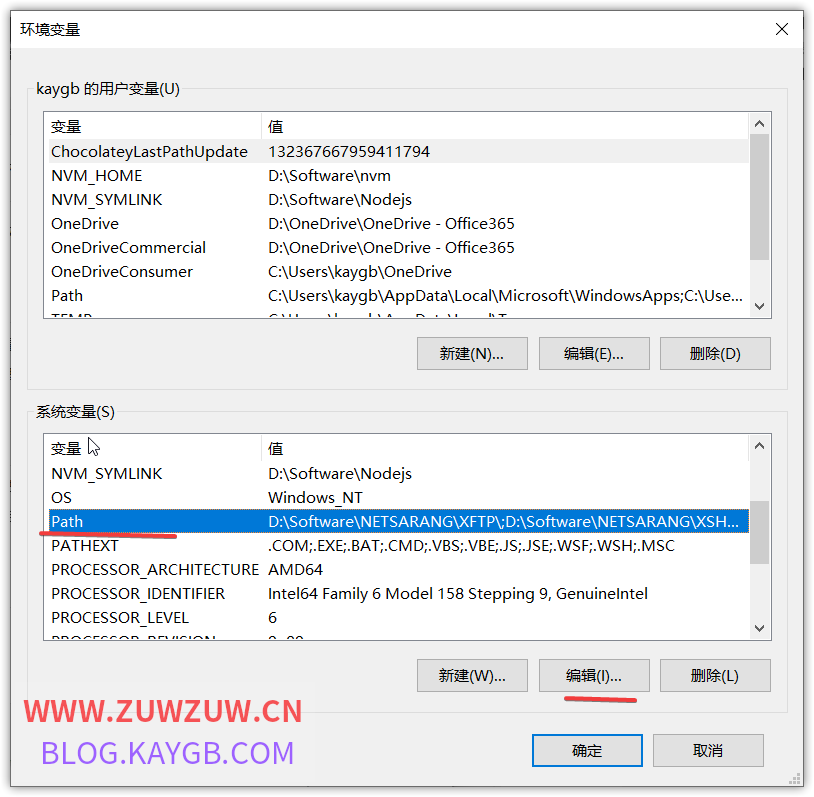 环境变量
kaygb 的用户变量(U)
变量 值
ChocolateyLastPathUpdate 132367667959411794
NVM_HOME D:\Software\nvm
NVM_SYMLINK D:\Software\Nodejs
OneDrive D:\OneDrive\OneDrive - Office365
OneDriveCommercial D:\OneDrive\OneDrive - Office365
OneDriveConsumer C:\Users\kaygb\OneDrive
Path C:\Users\kaygb\AppData\Local\Microsoft\WindowsApps;C:\Use...
新建(N)... 编辑(E)... 删除(D)
系统变量(S)
变量 值
NVM_SYMLINK D:\Software\Nodejs
OS Windows_NT
Path D:\Software\NETSARANG\XFTP\;D:\Software\NETSARANG\XSH...
PATHEXT .COM;.EXE;.BAT;.CMD;.VBS;.VBE;.JS;.JSE;.WSF;.WSH;.MSC
PROCESSOR_ARCHITECTURE AMD64
PROCESSOR_IDENTIFIER Intel64 Family 6 Model 158 Stepping 9, GenuineIntel
PROCESSOR_LEVEL 6
新建(W)... 编辑(I)... 删除(L)
WWW.ZUWZUW.CN
BLOG.KAYGB.COM
确定 取消